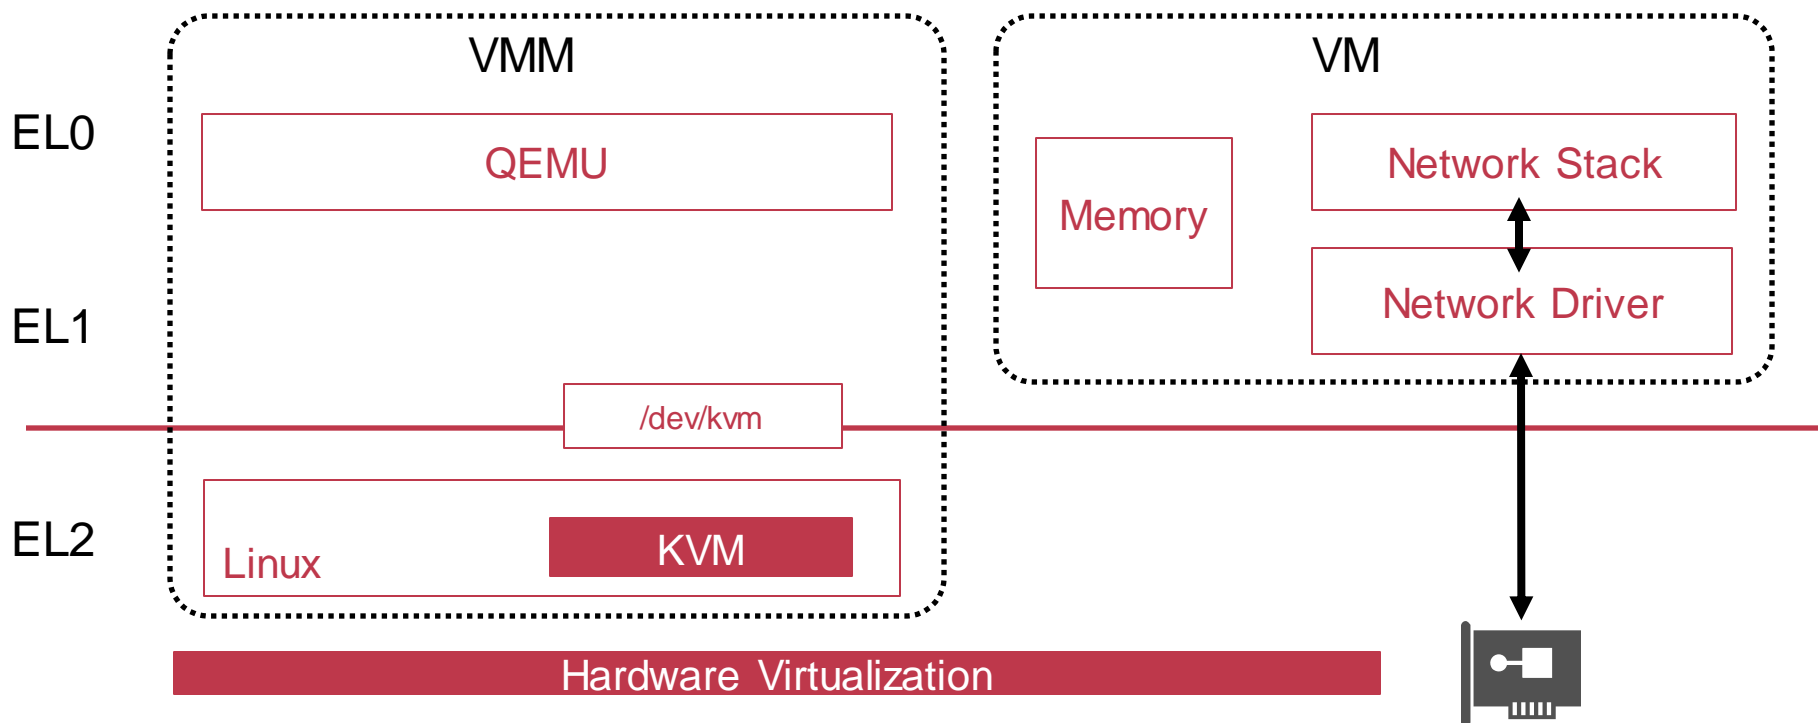 VMM
VM
EL0
QEMU
Network Stack
Memory
Network Driver
EL1
/dev/kvm
EL2
KVM
Linux
Hardware Virtualization